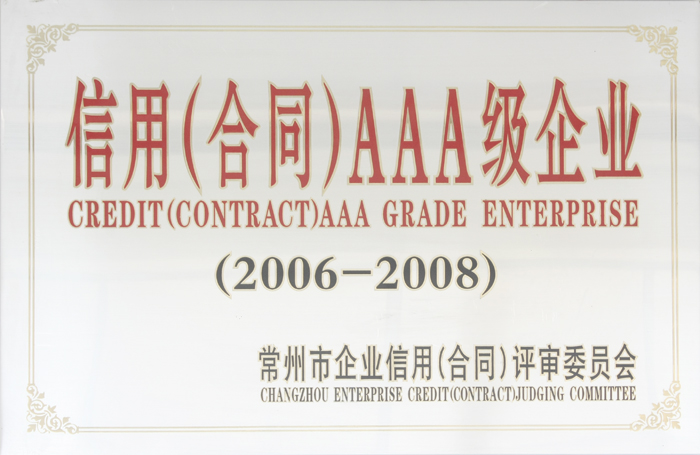 信用(合同)AAA级企业
CREDIT(CONTRACT)AAA GRADE ENTERPRISE
(2006-2008)
常州市企业信用(合同)评审委员会
CHANGZHOU ENTERPRISE CREDIT(CONTRACT)JUDGING COMMITTEE